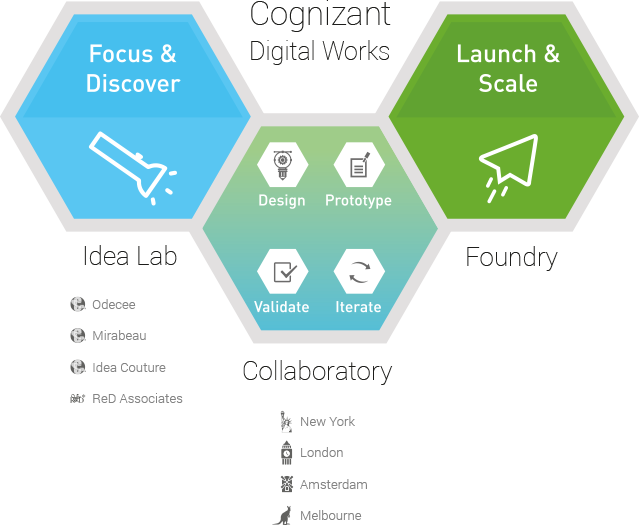 Cognizant
Digital Works
Focus &
Discover
Launch &
Scale
Design
Prototype
Validate
Iterate
Idea Lab
Odecee
Mirabeau
Idea Couture
ReD Associates
Foundry
Collaboratory
New York
London
Amsterdam
Melbourne